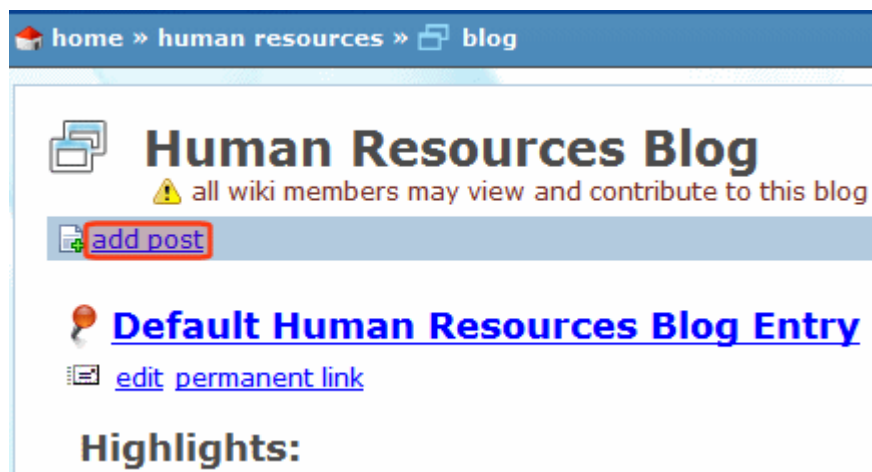 home » human resources » blog
Human Resources Blog
all wiki members may view and contribute to this blog
add post
Default Human Resources Blog Entry
edit permanent link
Highlights: